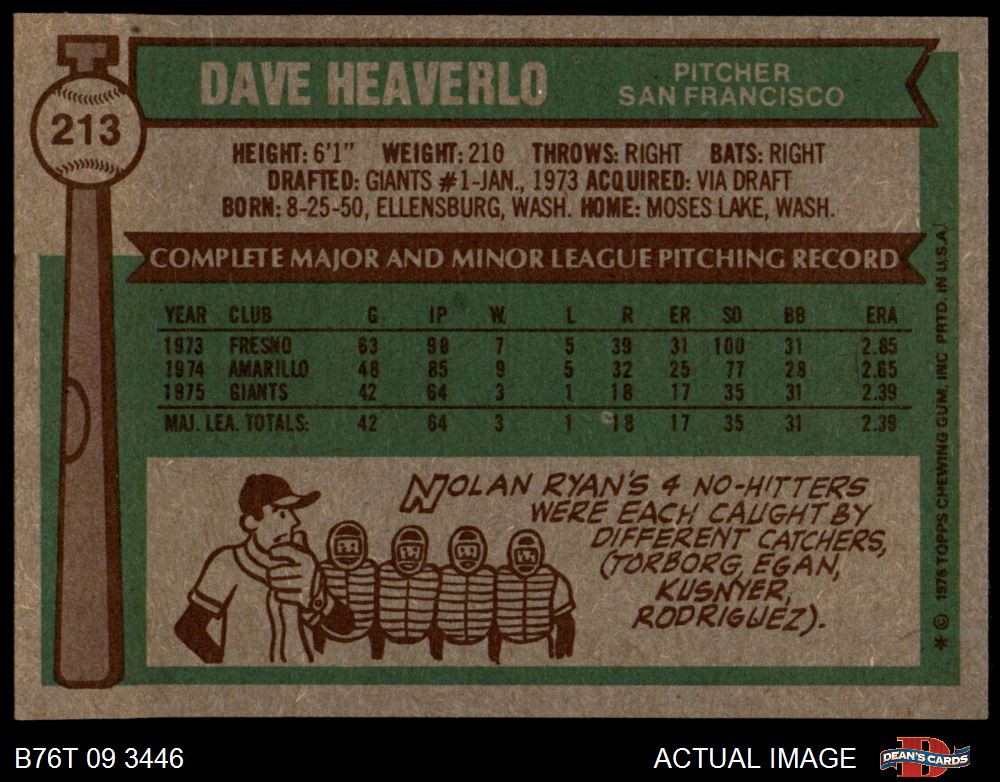 213
DAVE HEAVERLO
PITCHER
SAN FRANCISCO
HEIGHT: 6'1" WEIGHT: 210 THROWS: RIGHT BATS: RIGHT
DRAFTED: GIANTS #1-JAN., 1973 ACQUIRED: VIA DRAFT
BORN: 8-25-50, ELLENSBURG, WASH. HOME: MOSES LAKE, WASH.
COMPLETE MAJOR AND MINOR LEAGUE PITCHING RECORD
YEAR CLUB G IP W L R ER SO BB ERA
1973 FRESNO 63 98 7 5 39 31 100 31 2.85
1974 AMARILLO 48 85 9 5 32 25 77 28 2.65
1975 GIANTS 42 64 3 1 18 17 35 31 2.39
MAJ. LEA. TOTALS: 42 64 3 1 18 17 35 31 2.39
NOLAN RYAN'S 4 NO-HITTERS
WERE EACH CAUGHT BY
DIFFERENT CATCHERS,
(TORBORG, EGAN,
KUSNYER,
RODRIGUEZ).
* © 1976 TOPPS CHEWING GUM, INC. PRTD. IN U.S.A.
B76T 09 3446
ACTUAL IMAGE
D
DEAN'S CARDS